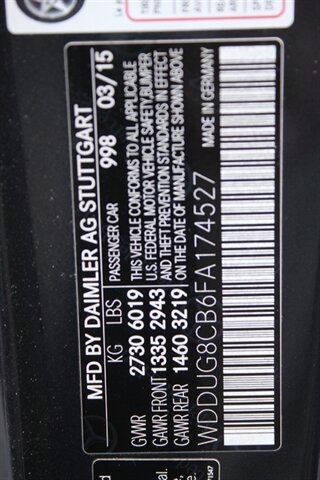 MFD BY DAIMLER AG STUTTGART
KG LBS PASSENGER CAR 998 03/15
GVWR 2730 6019 THIS VEHICLE CONFORMS TO ALL APPLICABLE
GAWR FRONT 1335 2943 U.S. FEDERAL MOTOR VEHICLE SAFETY,BUMPER
GAWR REAR 1460 3219 AND THEFT PREVENTION STANDARDS IN EFFECT
ON THE DATE OF MANUFACTURE SHOWN ABOVE
WDDUG8CB6FA174527 MADE IN GERMANY